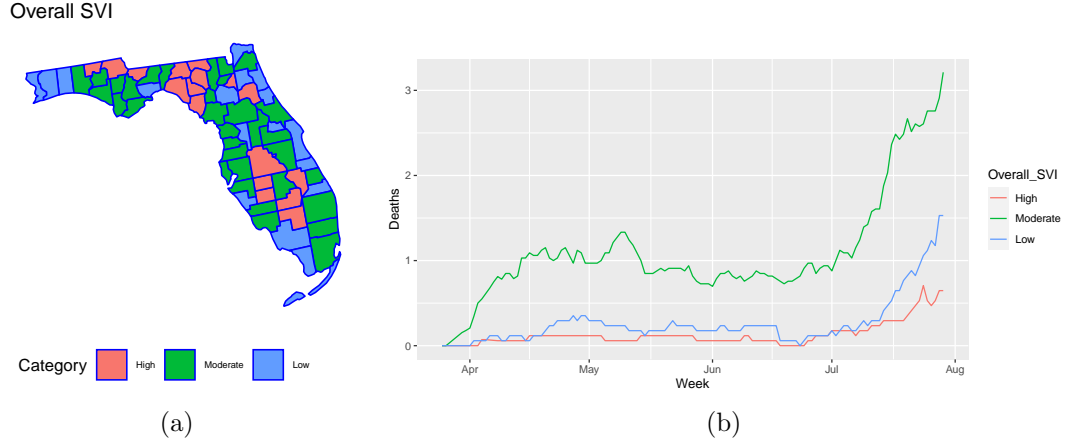 Overall SVI
Category High Moderate Low
(a)
3
2
1
0
Deaths
Apr May Jun Jul Aug
Week
Overall_SVI
High
Moderate
Low
(b)